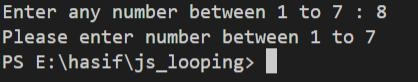 Enter any number between 1 to 7 : 8
Please enter number between 1 to 7
PS E:\hasif\js_looping>